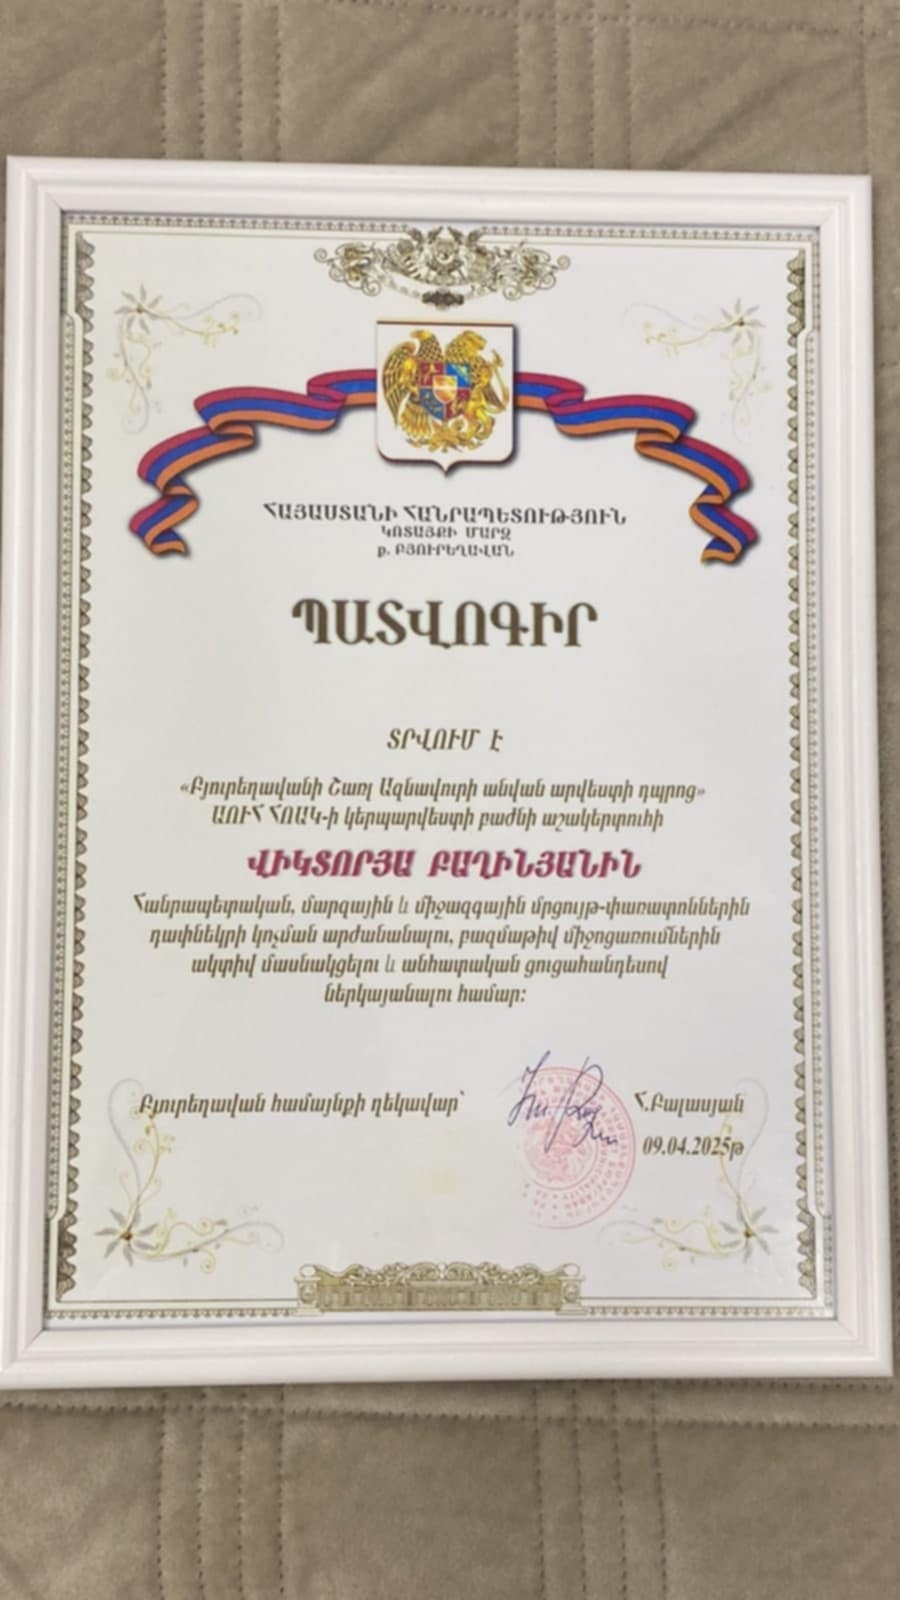 ՀԱՅԱՍՏԱՆԻ ՀԱՆՐԱՊԵՏՈՒԹՅՈՒՆ
ԿՈՏԱՅՔԻ ՄԱՐԶ
ք. ԲՅՈՒՐԵՂԱՎԱՆ
ՊԱՏՎՈԳԻՐ
ՏՐՎՈՒՄ Է
«Բյուրեղավանի Շառլ Ազնավուրի անվան արվեստի դպրոց»
ԱՈՒՀ ՀՈԱԿ-ի կերպարվեստի բաժնի աշակերտուհի
ՎԻԿՏՈՐՅԱ ԲԱՂԻՆՅԱՆԻՆ
Հանրապետական, մարզային և միջազգային մրցույթ-փառատոններին
դափնեկրի կոչման արժանանալու, բազմաթիվ միջոցառումներին
ակտիվ մասնակցելու և անհատական ցուցահանդեսով
ներկայանալու համար:
Բյուրեղավան համայնքի ղեկավար՝ Հ.Բալասյան
09.04.2025թ